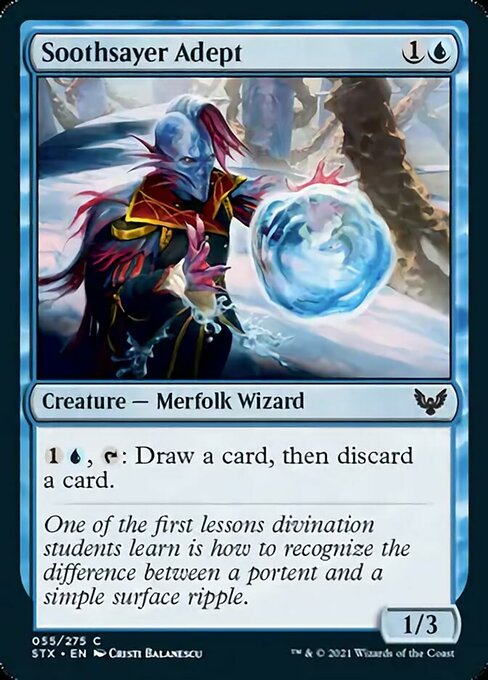 Soothsayer Adept 1
Creature — Merfolk Wizard
1, : Draw a card, then discard
a card.
One of the first lessons divination
students learn is how to recognize the
difference between a portent and a
simple surface ripple.
1/3
055/275 C
STX • EN Cristi Balanescu
™ & © 2021 Wizards of the Coast